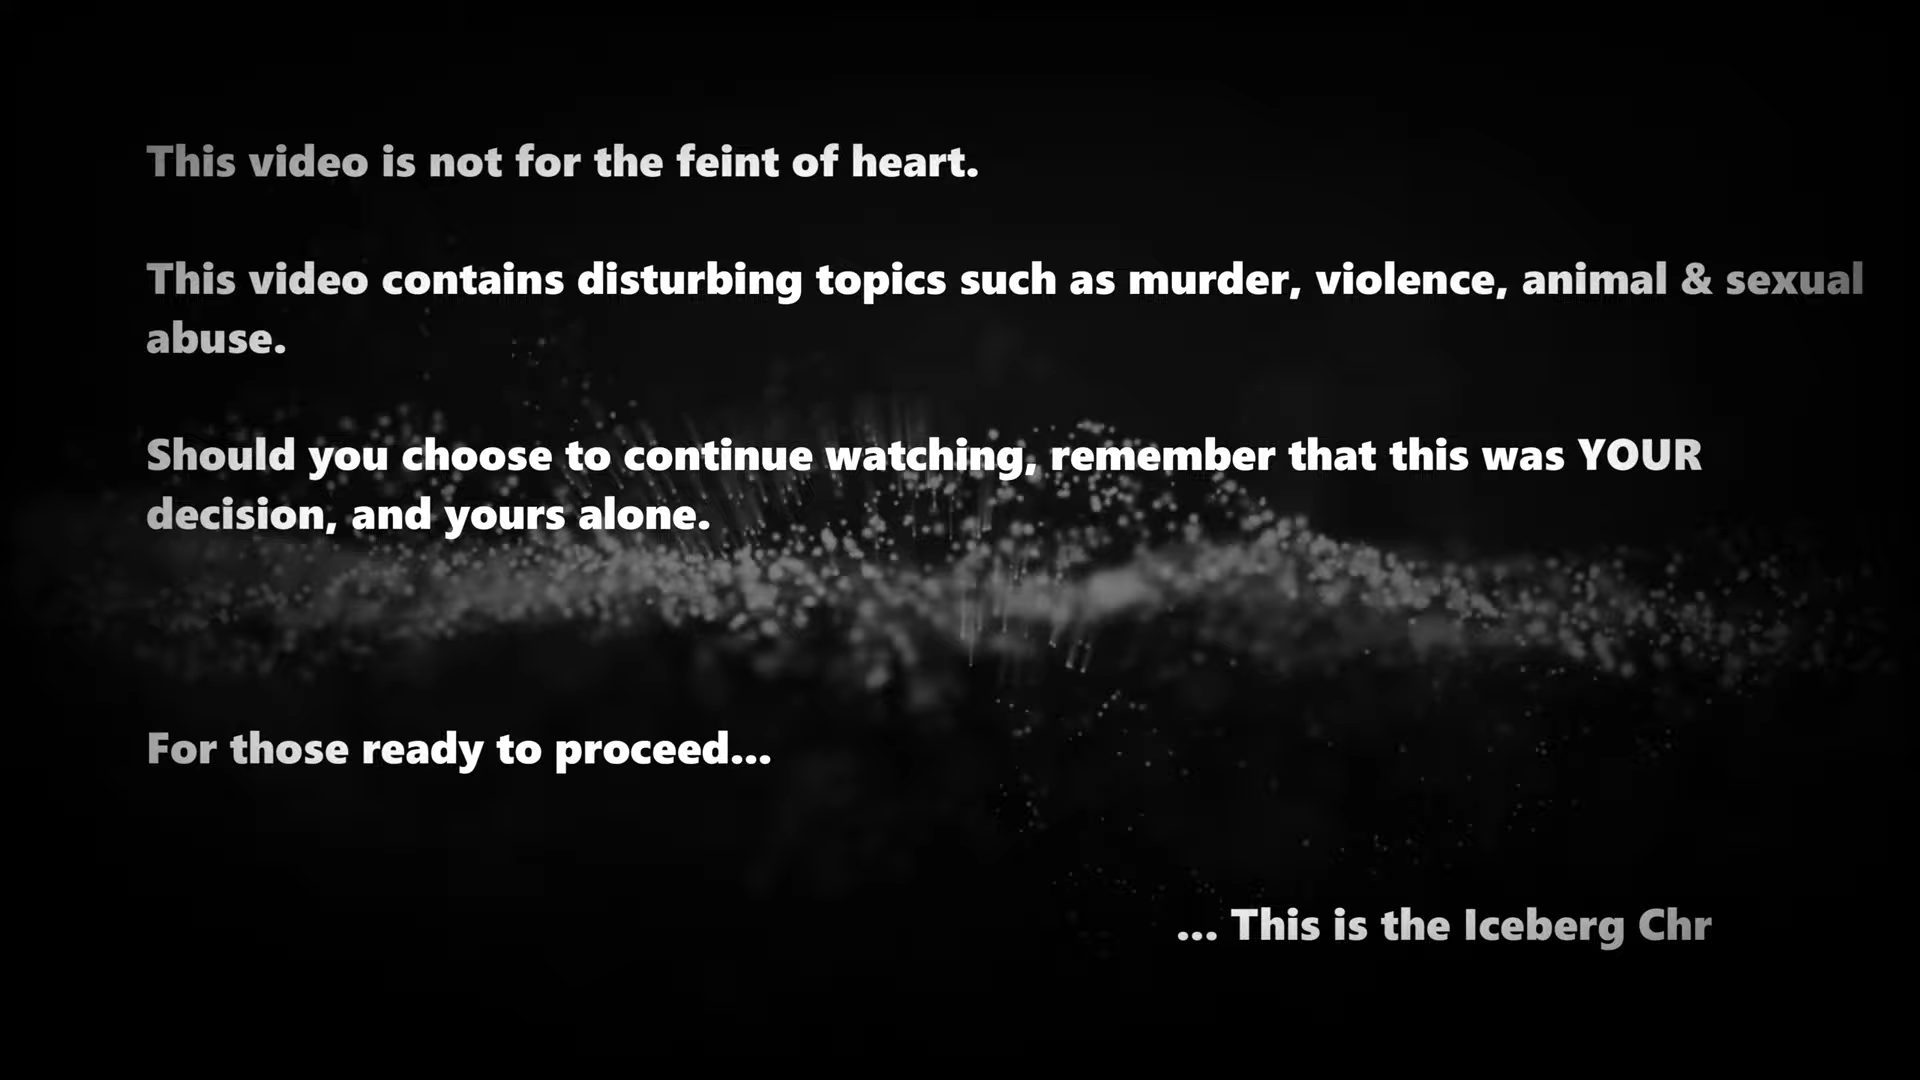 This video is not for the feint of heart.
This video contains disturbing topics such as murder, violence, animal & sexual
abuse.
Should you choose to continue watching, remember that this was YOUR
decision, and yours alone.
For those ready to proceed...
... This is the Iceberg Chr